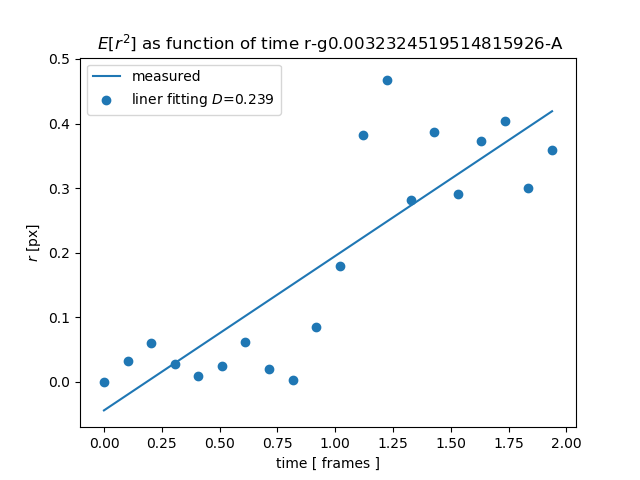 E[r²] as function of time r-g0.0032324519514815926-A
measured
liner fitting D=0.239
0.5
0.4
0.3
0.2
0.1
0.0
r [px]
0.00 0.25 0.50 0.75 1.00 1.25 1.50 1.75 2.00
time [ frames ]